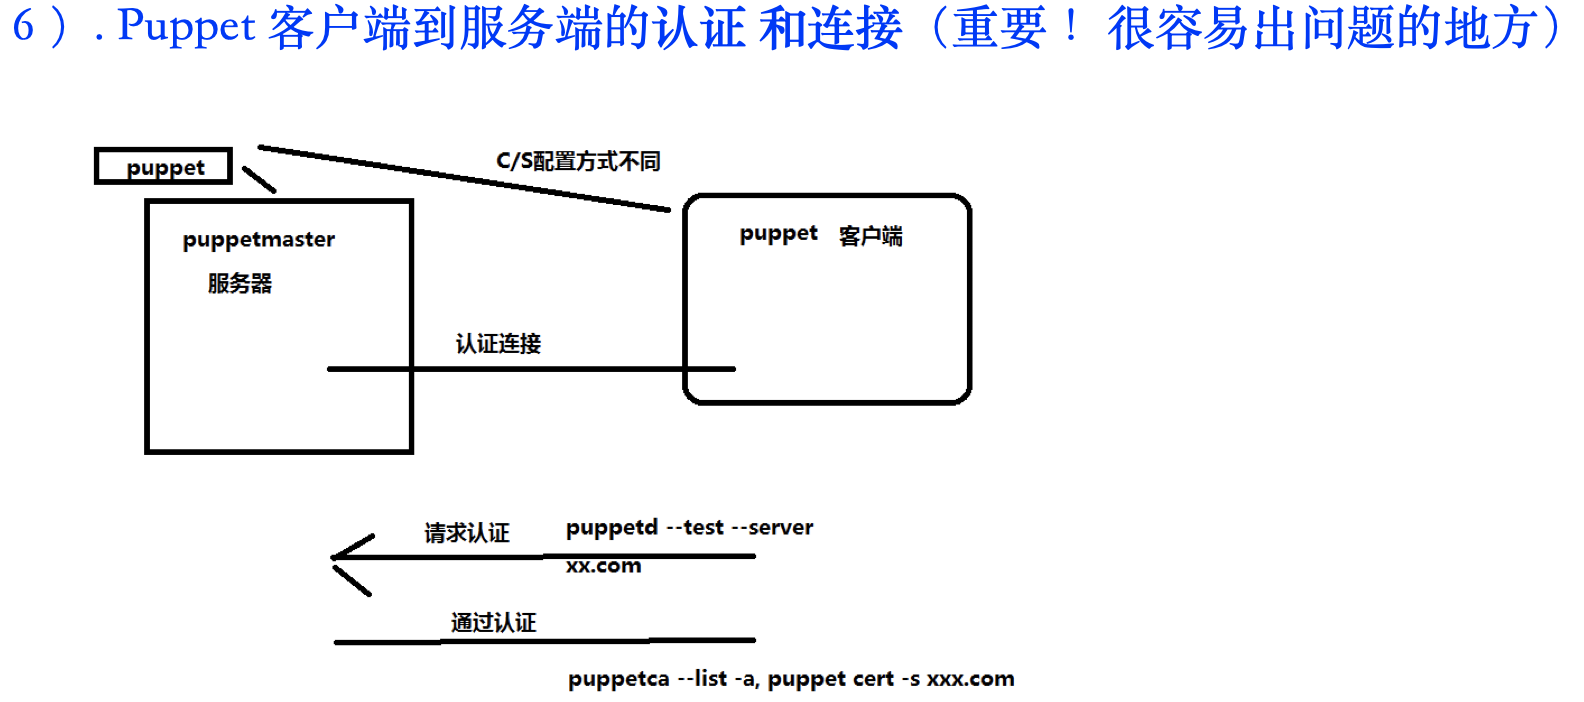 6 ）. Puppet 客户端到服务端的认证 和连接（重要！ 很容易出问题的地方）
puppet
C/S配置方式不同
puppetmaster
服务器
puppet 客户端
认证连接
请求认证
puppetd --test --server
xx.com
通过认证
puppetca --list -a, puppet cert -s xxx.com